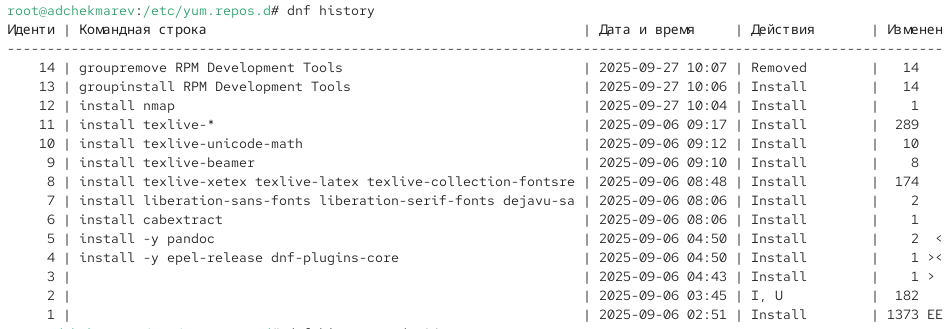 root@adchekmarev:/etc/yum.repos.d# dnf history
Иденти | Командная строка | Дата и время | Действия | Изменен
--------------------------------------------------------------------------------
14 | groupremove RPM Development Tools | 2025-09-27 10:07 | Removed | 14
13 | groupinstall RPM Development Tools | 2025-09-27 10:06 | Install | 14
12 | install nmap | 2025-09-27 10:04 | Install | 1
11 | install texlive-* | 2025-09-06 09:17 | Install | 289
10 | install texlive-unicode-math | 2025-09-06 09:12 | Install | 10
9 | install texlive-beamer | 2025-09-06 09:10 | Install | 8
8 | install texlive-xetex texlive-latex texlive-collection-fontsre | 2025-09-06 08:48 | Install | 174
7 | install liberation-sans-fonts liberation-serif-fonts dejavu-sa | 2025-09-06 08:06 | Install | 2
6 | install cabextract | 2025-09-06 08:06 | Install | 1
5 | install -y pandoc | 2025-09-06 04:50 | Install | 2 <
4 | install -y epel-release dnf-plugins-core | 2025-09-06 04:50 | Install | 1 ><
3 | | 2025-09-06 04:43 | Install | 1 >
2 | | 2025-09-06 03:45 | I, U | 182
1 | | 2025-09-06 02:51 | Install | 1373 EE